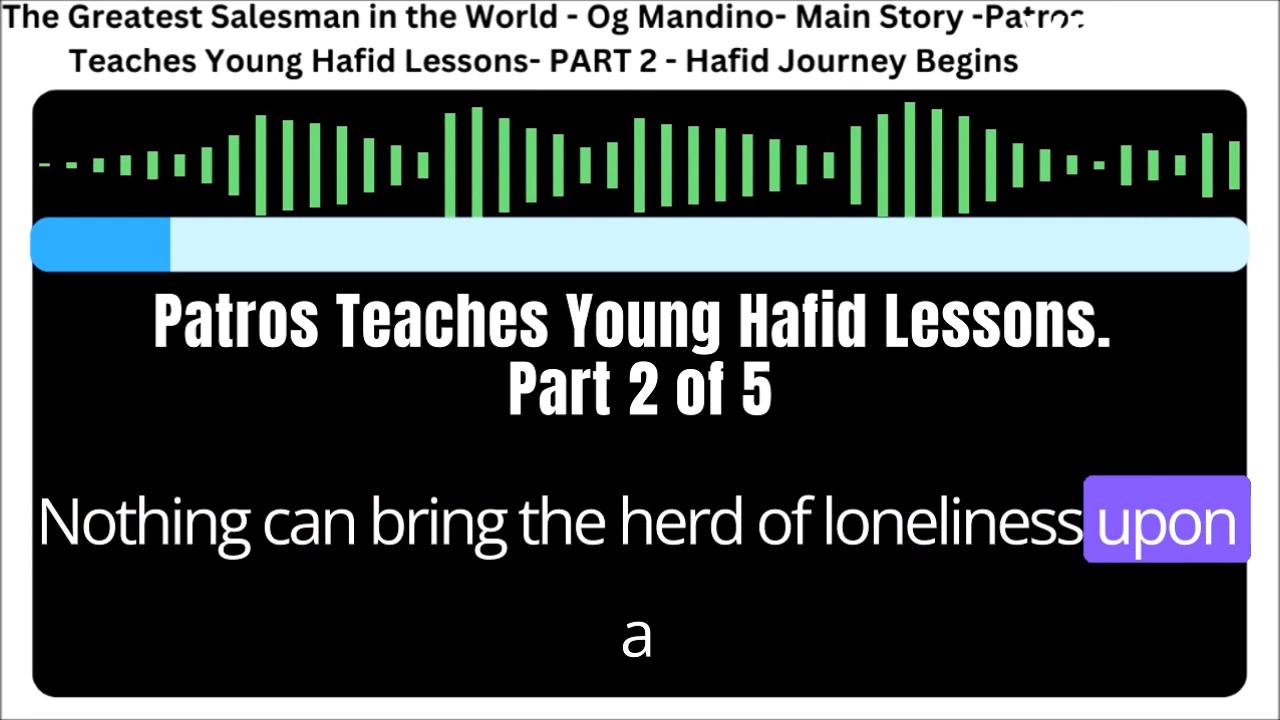 The Greatest Salesman in the World - Og Mandino- Main Story -Patros
Teaches Young Hafid Lessons- PART 2 - Hafid Journey Begins
Patros Teaches Young Hafid Lessons.
Part 2 of 5
Nothing can bring the herd of loneliness upon
a